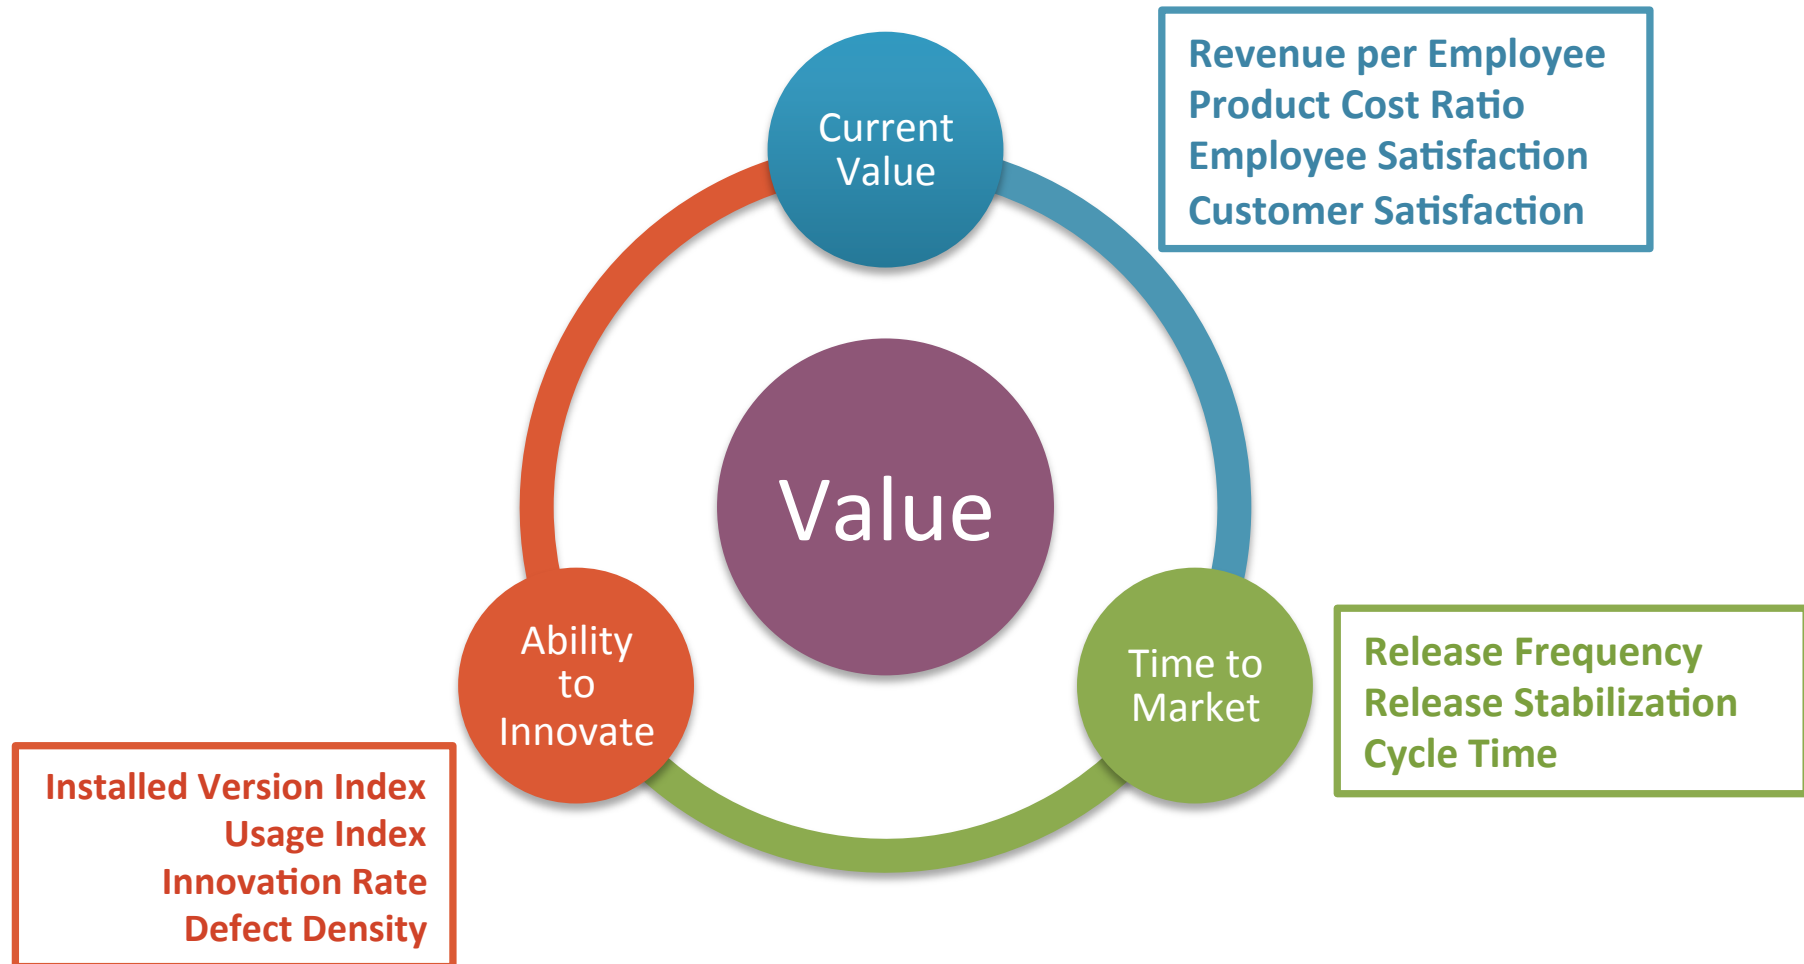 Current
Value
Revenue per Employee
Product Cost Ratio
Employee Satisfaction
Customer Satisfaction
Value
Ability
to
Innovate
Time to
Market
Release Frequency
Release Stabilization
Cycle Time
Installed Version Index
Usage Index
Innovation Rate
Defect Density